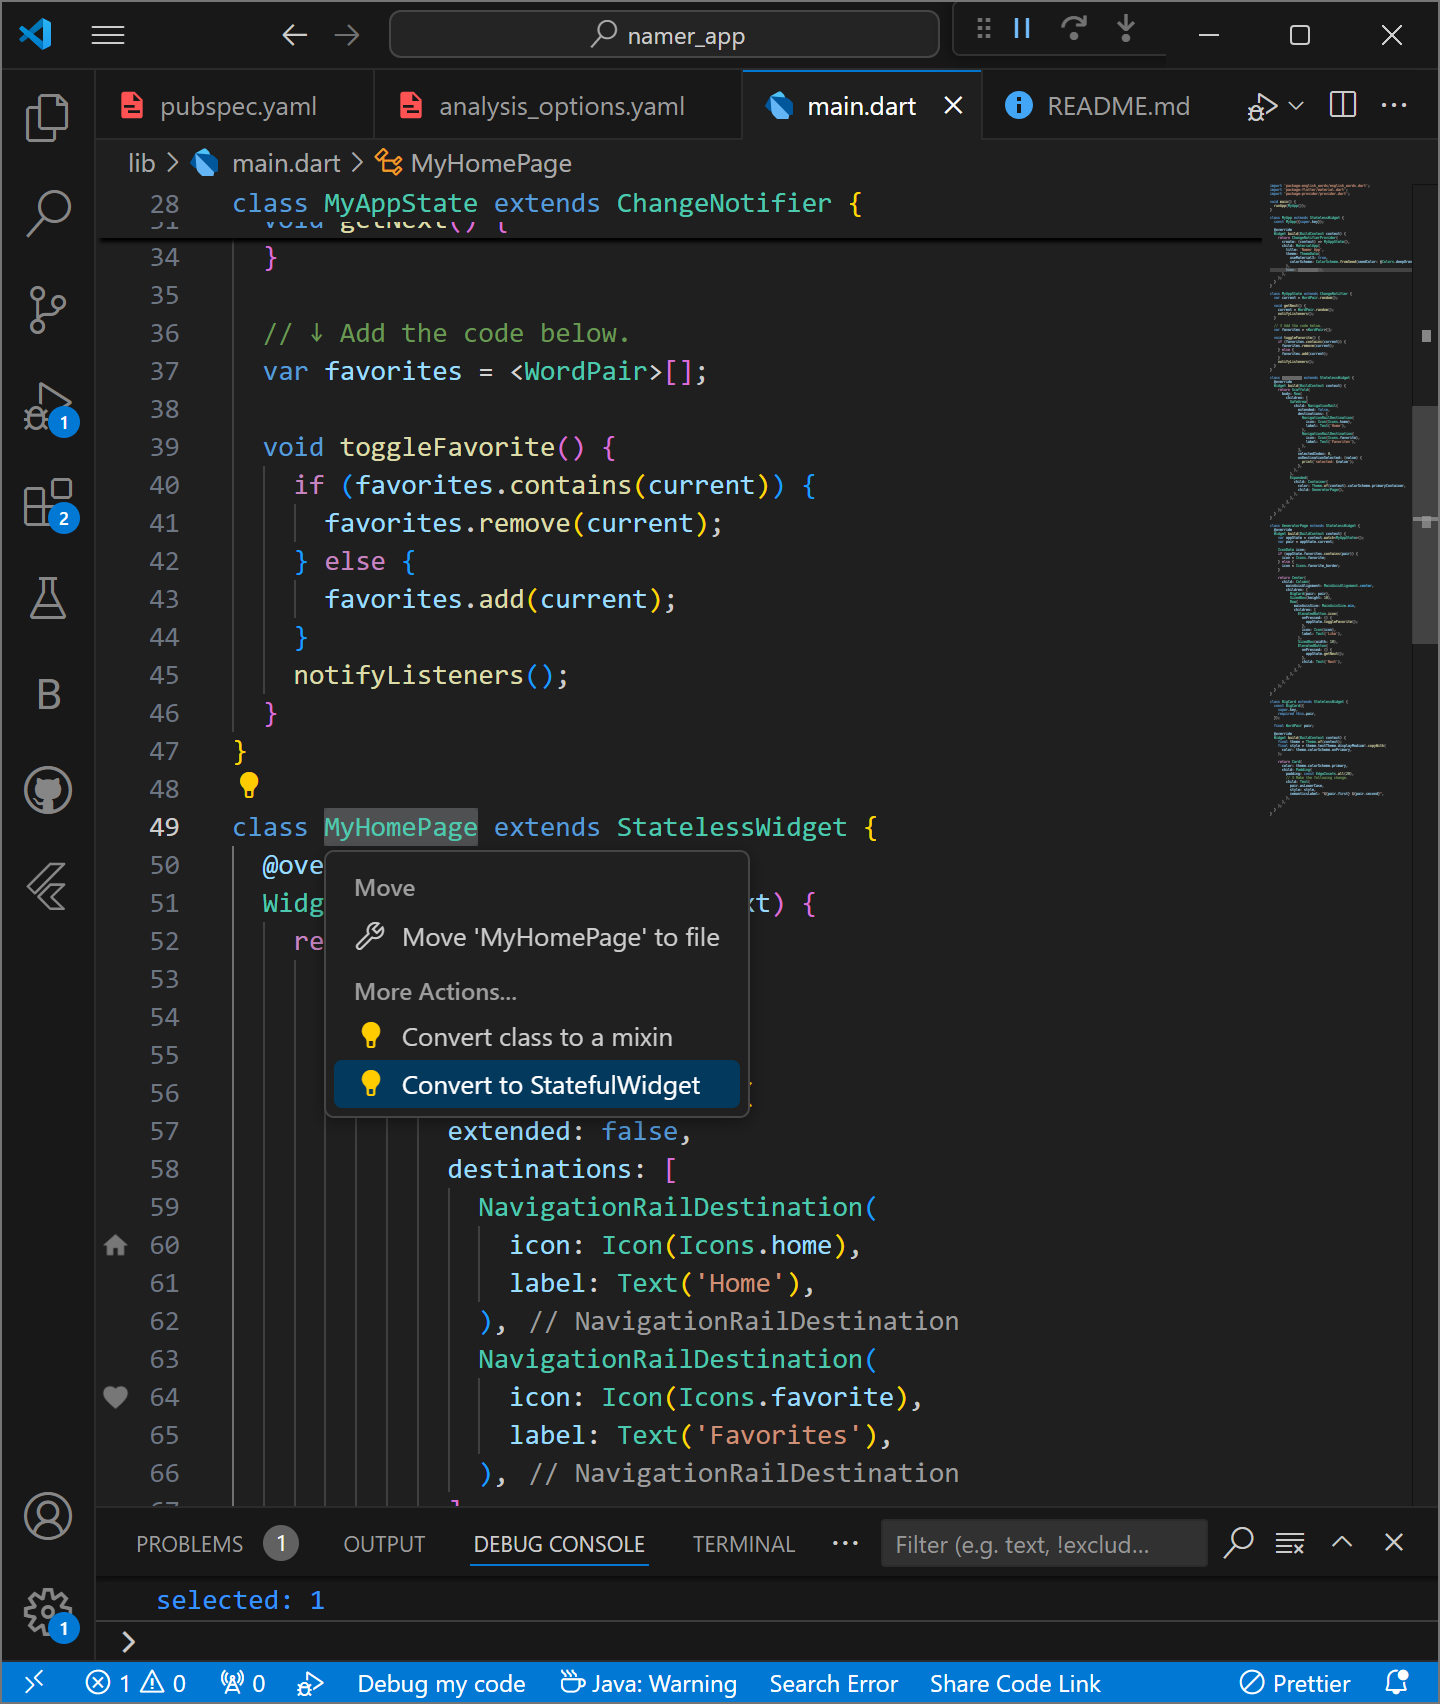 namer_app
pubspec.yaml
analysis_options.yaml
main.dart
README.md
lib > main.dart > MyHomePage
28 class MyAppState extends ChangeNotifier {
31 void getNext() {
34 }
35
36 // ↓ Add the code below.
37 var favorites = <WordPair>[];
38
39 void toggleFavorite() {
40 if (favorites.contains(current)) {
41 favorites.remove(current);
42 } else {
43 favorites.add(current);
44 }
45 notifyListeners();
46 }
47 }
48
49 class MyHomePage extends StatelessWidget {
50 @ove
51 Widg xt) {
52 re
53
54
55
56
57 extended: false,
58 destinations: [
59 NavigationRailDestination(
60 icon: Icon(Icons.home),
61 label: Text('Home'),
62 ), // NavigationRailDestination
63 NavigationRailDestination(
64 icon: Icon(Icons.favorite),
65 label: Text('Favorites'),
66 ), // NavigationRailDestination
67 ]
Move
Move 'MyHomePage' to file
More Actions...
Convert class to a mixin
Convert to StatefulWidget
1
2
B
1
PROBLEMS 1 OUTPUT DEBUG CONSOLE TERMINAL ··· Filter (e.g. text, !exclud...
selected: 1
>
1 0 0 Debug my code Java: Warning Search Error Share Code Link Prettier